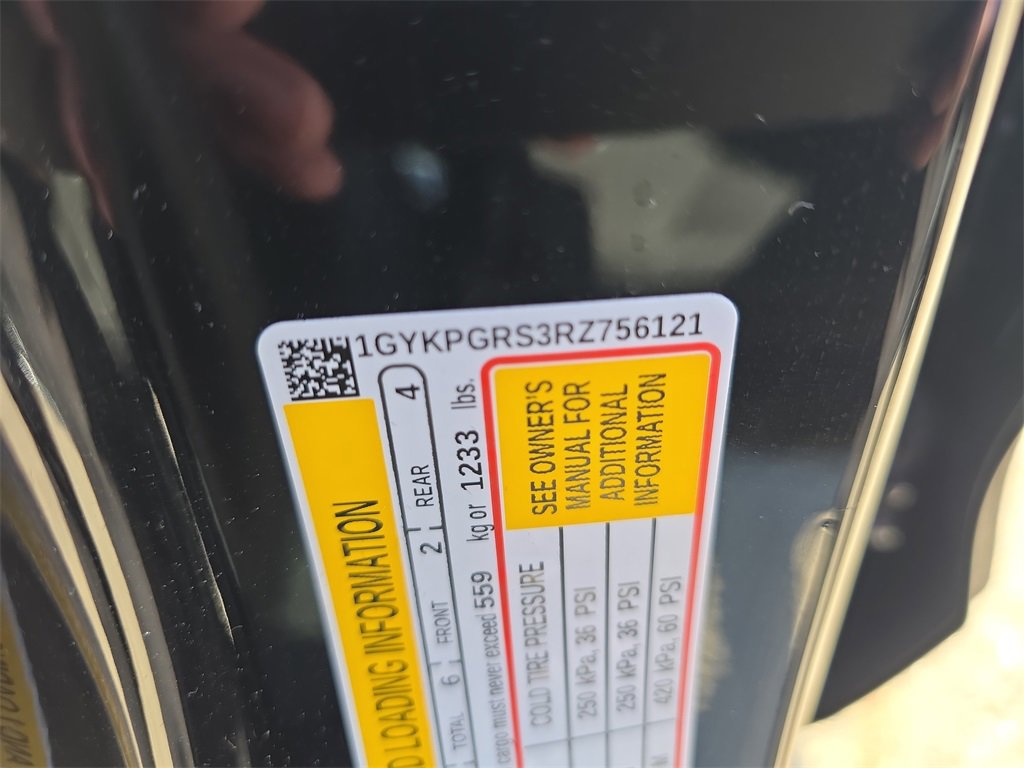 1GYKPGRS3RZ756121
D LOADING INFORMATION
TOTAL 6 FRONT 2 REAR 4
cargo must never exceed 559 kg or 1233 lbs.
COLD TIRE PRESSURE
250 kPa, 36 PSI
250 kPa, 36 PSI
420 kPa, 60 PSI
SEE OWNER'S
MANUAL FOR
ADDITIONAL
INFORMATION